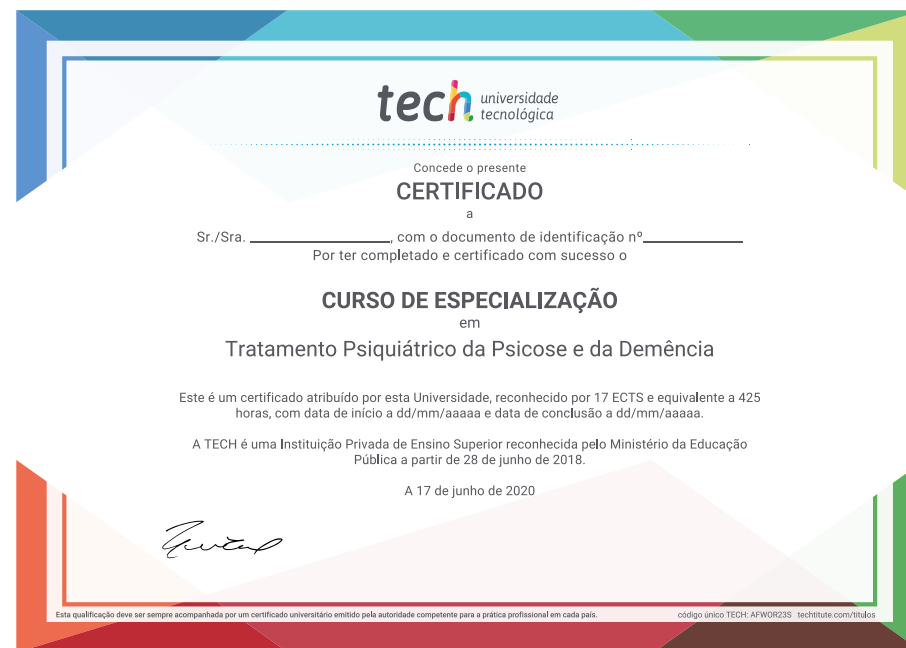 tech universidade
tecnológica
Concede o presente
CERTIFICADO
a
Sr./Sra. ____________________, com o documento de identificação nº______________
Por ter completado e certificado com sucesso o
CURSO DE ESPECIALIZAÇÃO
em
Tratamento Psiquiátrico da Psicose e da Demência
Este é um certificado atribuído por esta Universidade, reconhecido por 17 ECTS e equivalente a 425
horas, com data de início a dd/mm/aaaaa e data de conclusão a dd/mm/aaaaa.
A TECH é uma Instituição Privada de Ensino Superior reconhecida pelo Ministério da Educação
Pública a partir de 28 de junho de 2018.
A 17 de junho de 2020
Esta qualificação deve ser sempre acompanhada por um certificado universitário emitido pela autoridade competente para a prática profissional em cada país.
código único TECH: AFWOR23S techtitute.com/titulos